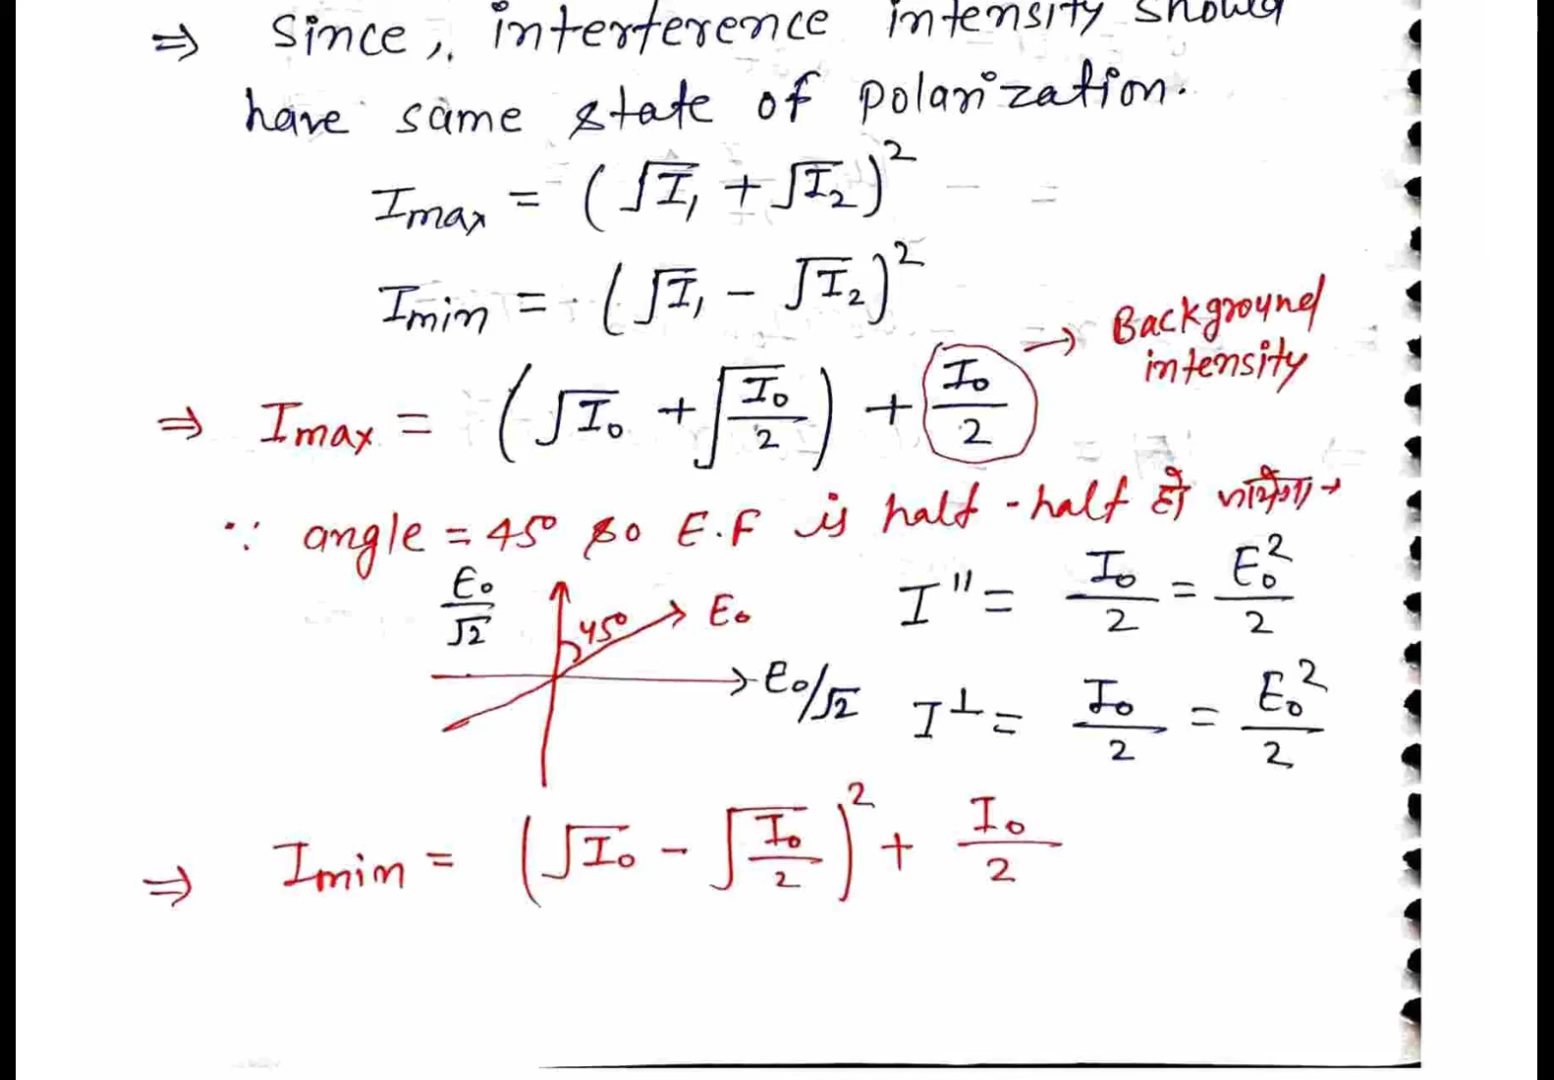 ⇒ Since, interference intensity should
have same state of polarization.
Imax = (√I₁ + √I₂)²
Imin = (√I₁ - √I₂)²
⇒ Imax = (√I₀ + √(I₀/2)) + I₀/2 → Background intensity
∵ angle = 45° so E.F is half-half हो जायेगा →
E₀/√2
45° E₀
E₀/√2
I" = I₀/2 = E₀²/2
I⊥ = I₀/2 = E₀²/2
⇒ Imin = (√I₀ - √(I₀/2))² + I₀/2